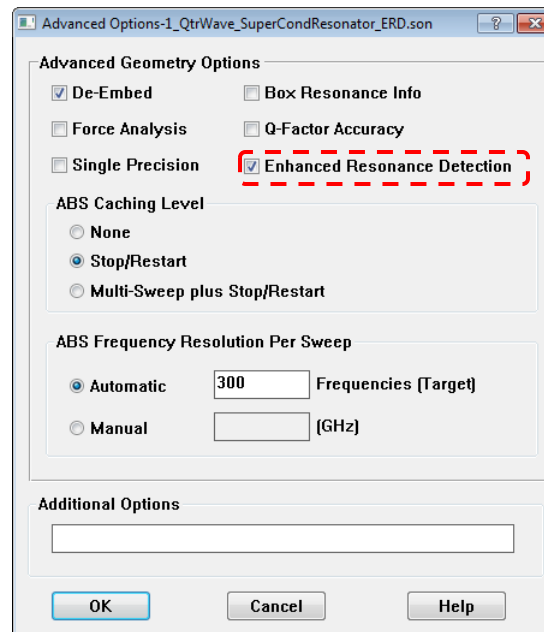 Advanced Options-1_QtrWave_SuperCondResonator_ERD.son
Advanced Geometry Options
De-Embed Box Resonance Info
Force Analysis Q-Factor Accuracy
Single Precision Enhanced Resonance Detection
ABS Caching Level
None
Stop/Restart
Multi-Sweep plus Stop/Restart
ABS Frequency Resolution Per Sweep
Automatic 300 Frequencies (Target)
Manual (GHz)
Additional Options
OK Cancel Help